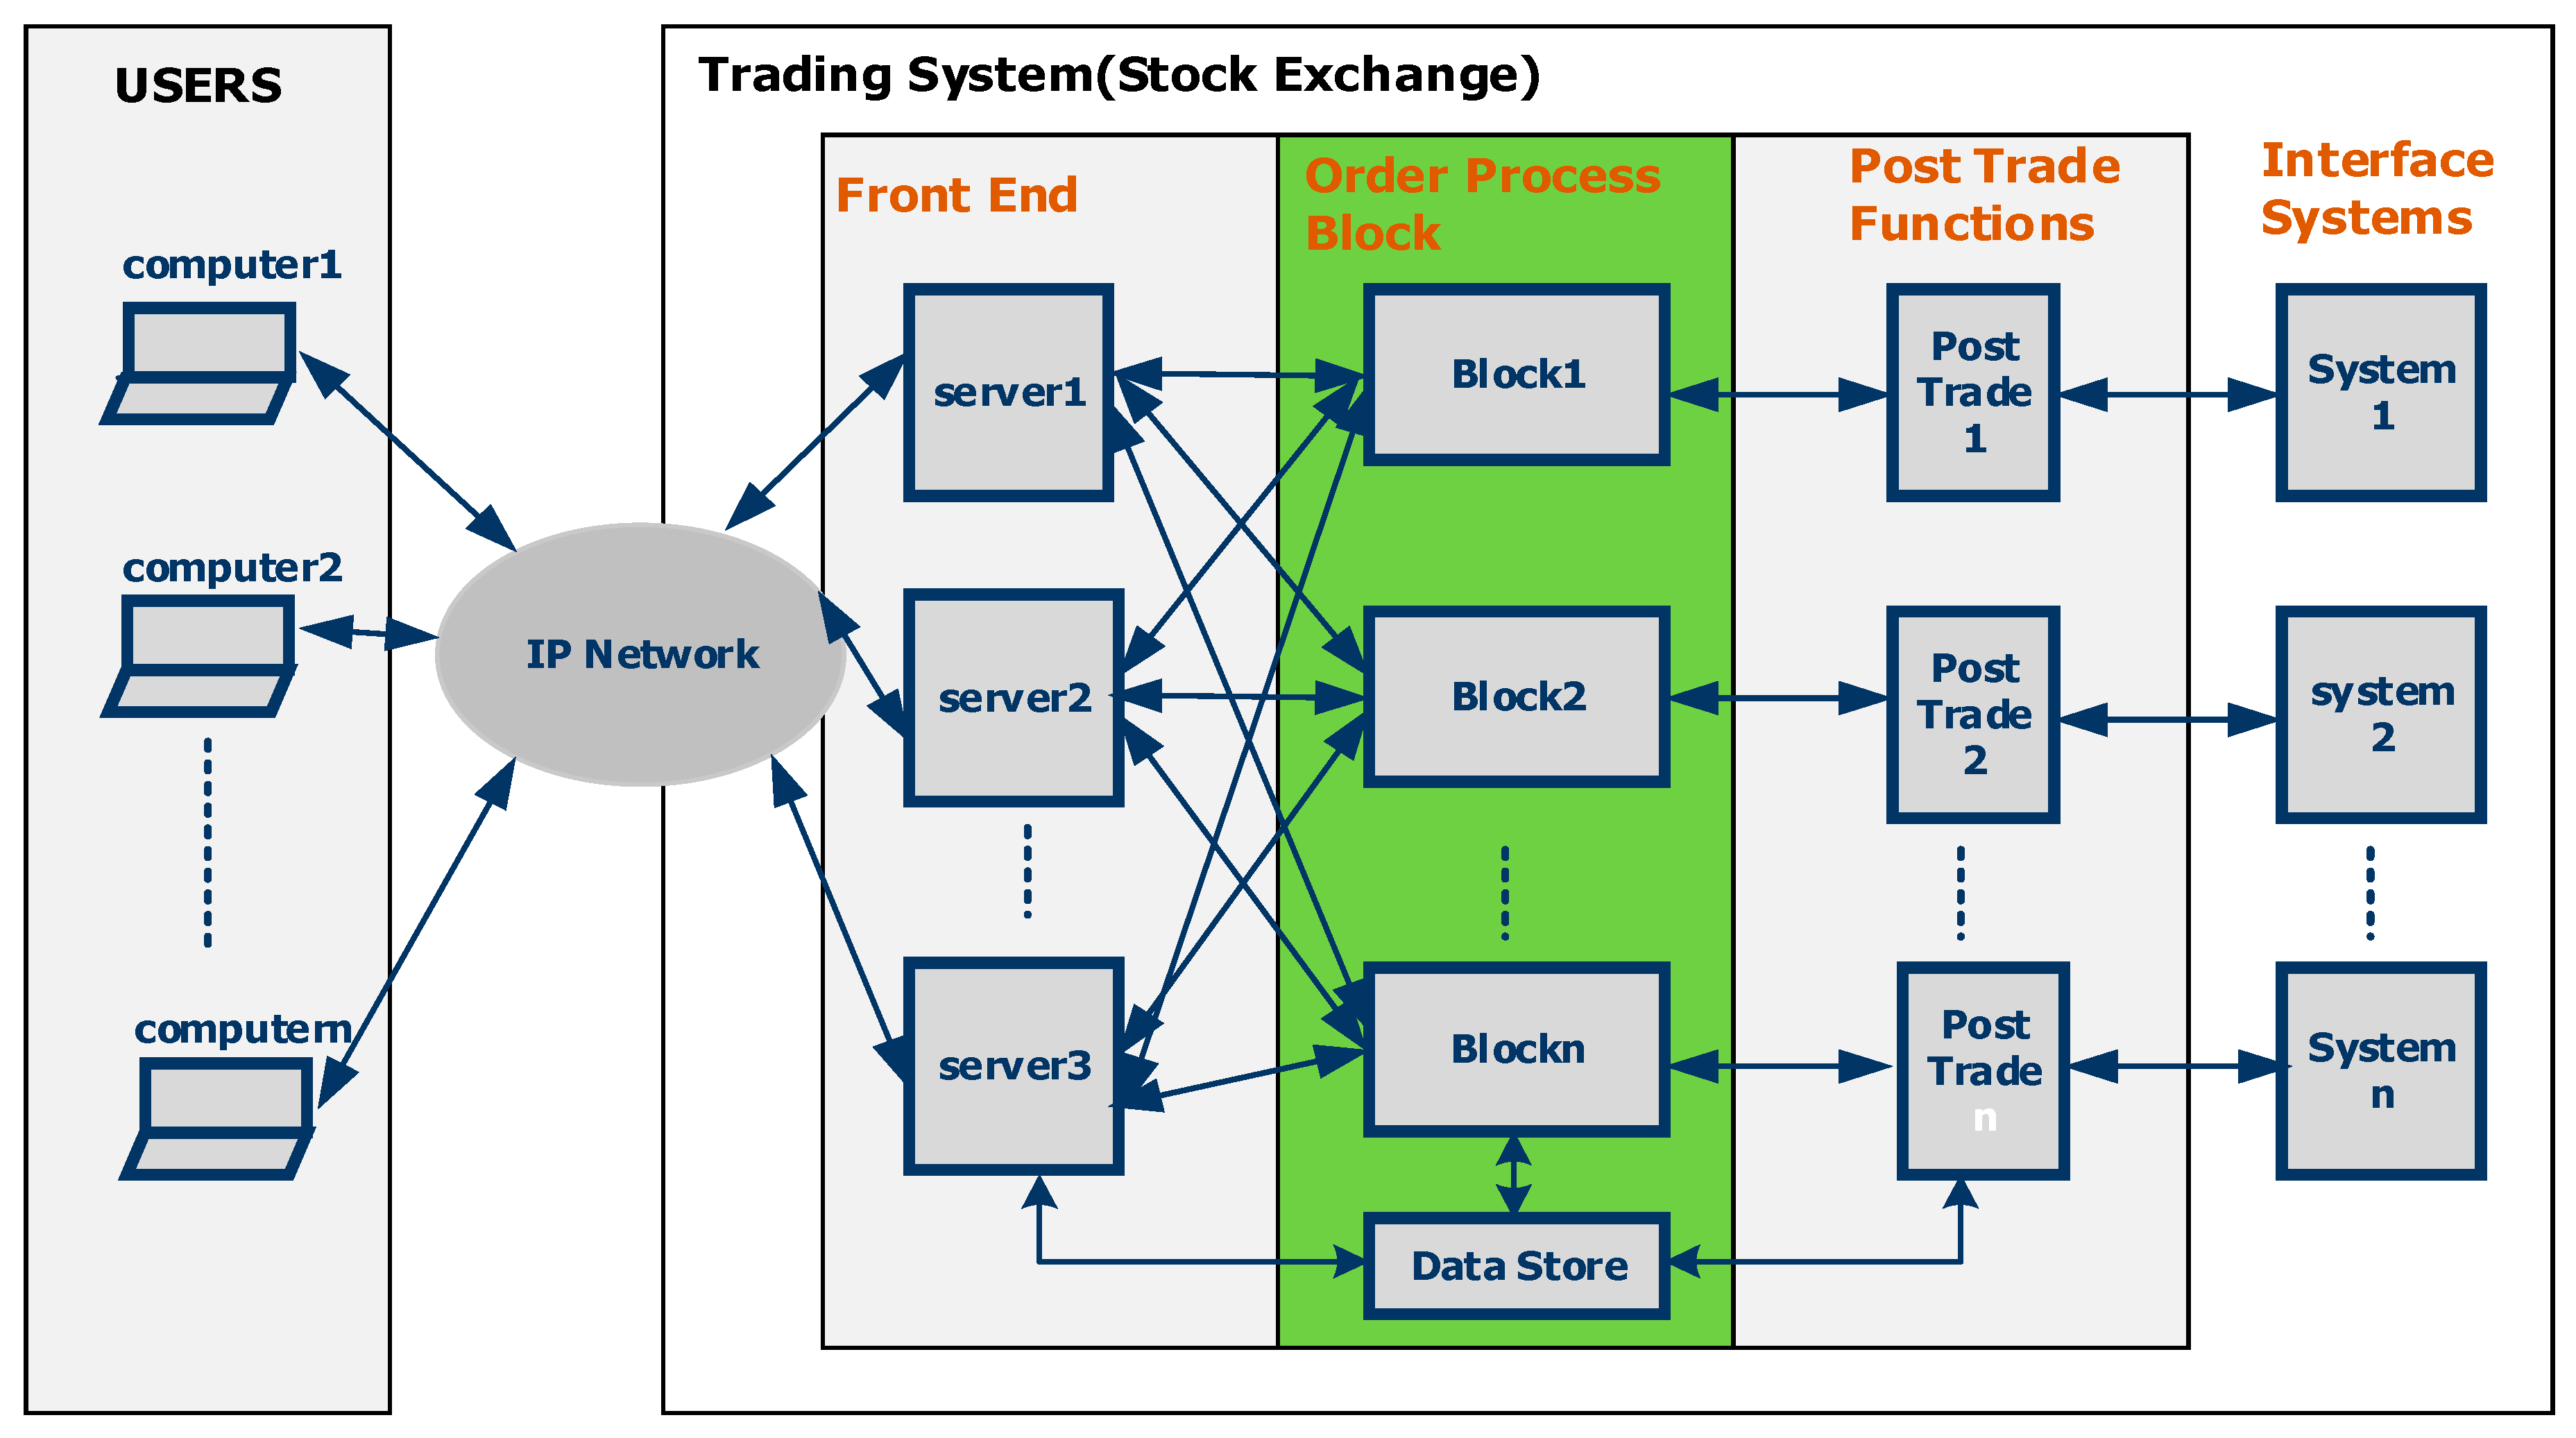 USERS
computer1
computer2
computern
IP Network
Trading System(Stock Exchange)
Front End
server1
server2
server3
Order Process
Block
Block1
Block2
Blockn
Data Store
Post Trade
Functions
Post
Trade
1
Post
Trade
2
Post
Trade
n
Interface
Systems
System
1
system
2
System
n